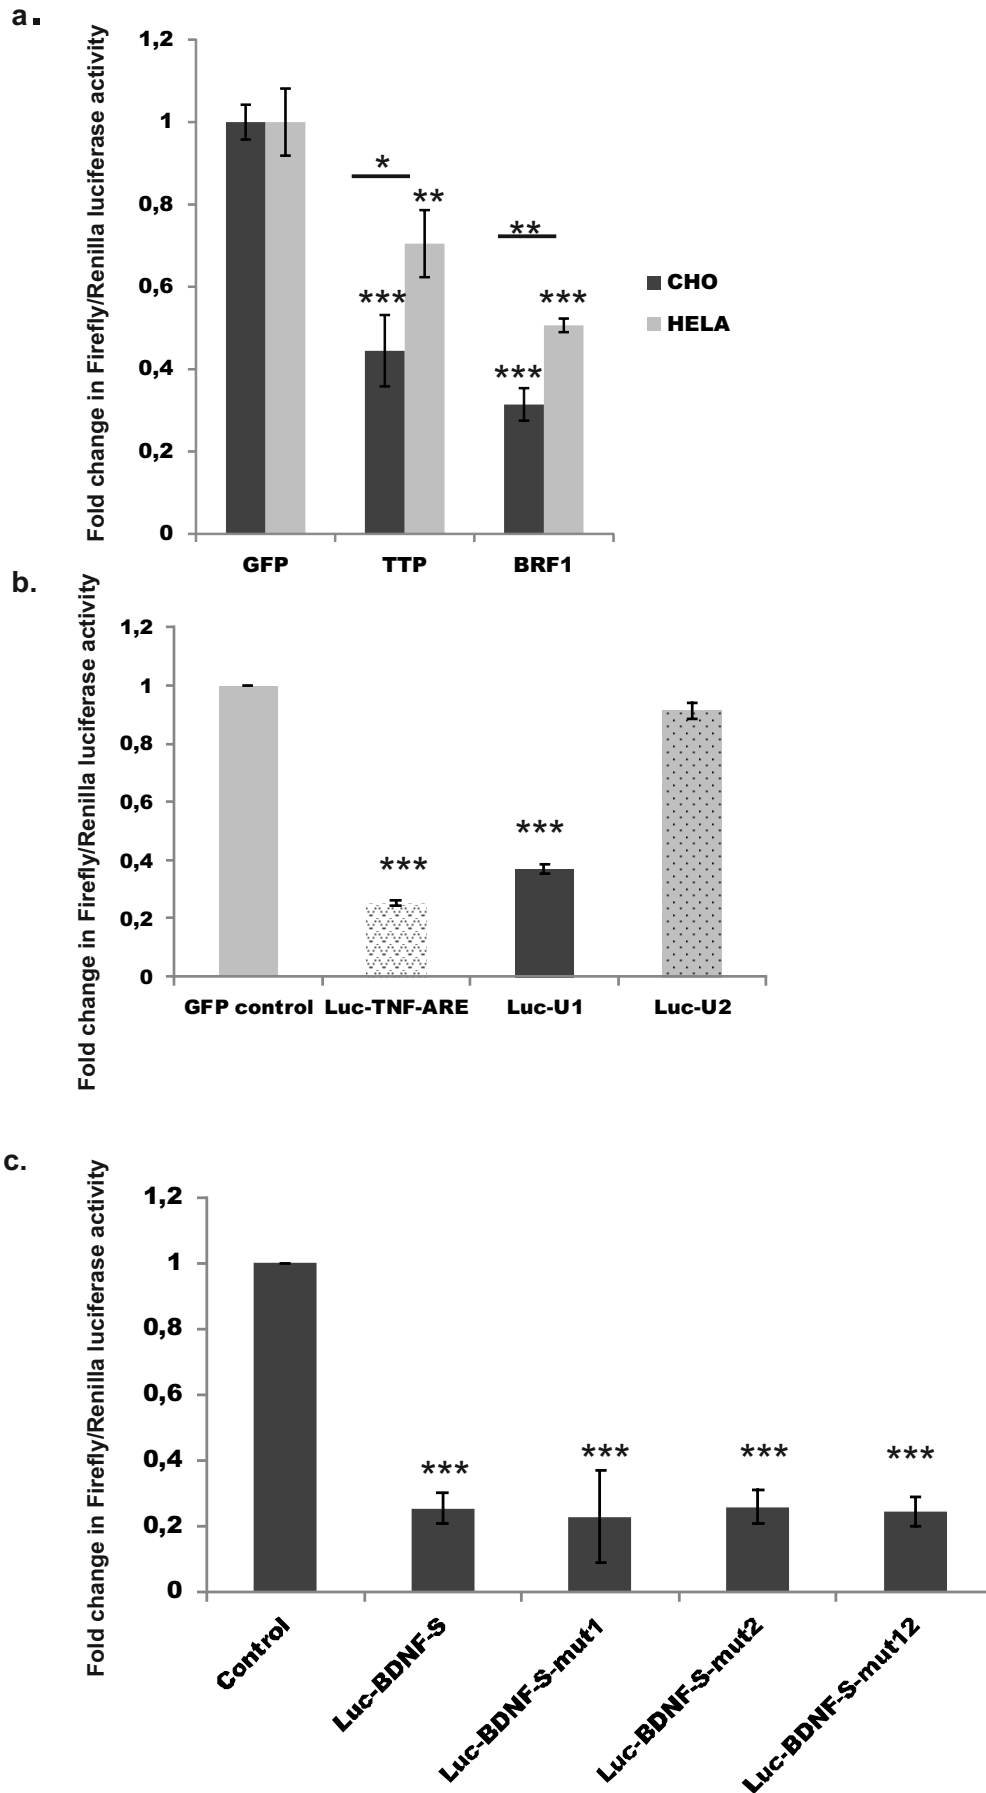 a.
Fold change in Firefly/Renilla luciferase activity
1,2
1
0,8
0,6
0,4
0,2
0
*
**
**
***
***
***
CHO
HELA
GFP TTP BRF1
b.
Fold change in Firefly/Renilla luciferase activity
1,2
1
0,8
0,6
0,4
0,2
0
***
***
GFP control Luc-TNF-ARE Luc-U1 Luc-U2
c.
Fold change in Firefly/Renilla luciferase activity
1,2
1
0,8
0,6
0,4
0,2
0
***
***
***
***
Control
Luc-BDNF-S
Luc-BDNF-S-mut1
Luc-BDNF-S-mut2
Luc-BDNF-S-mut12